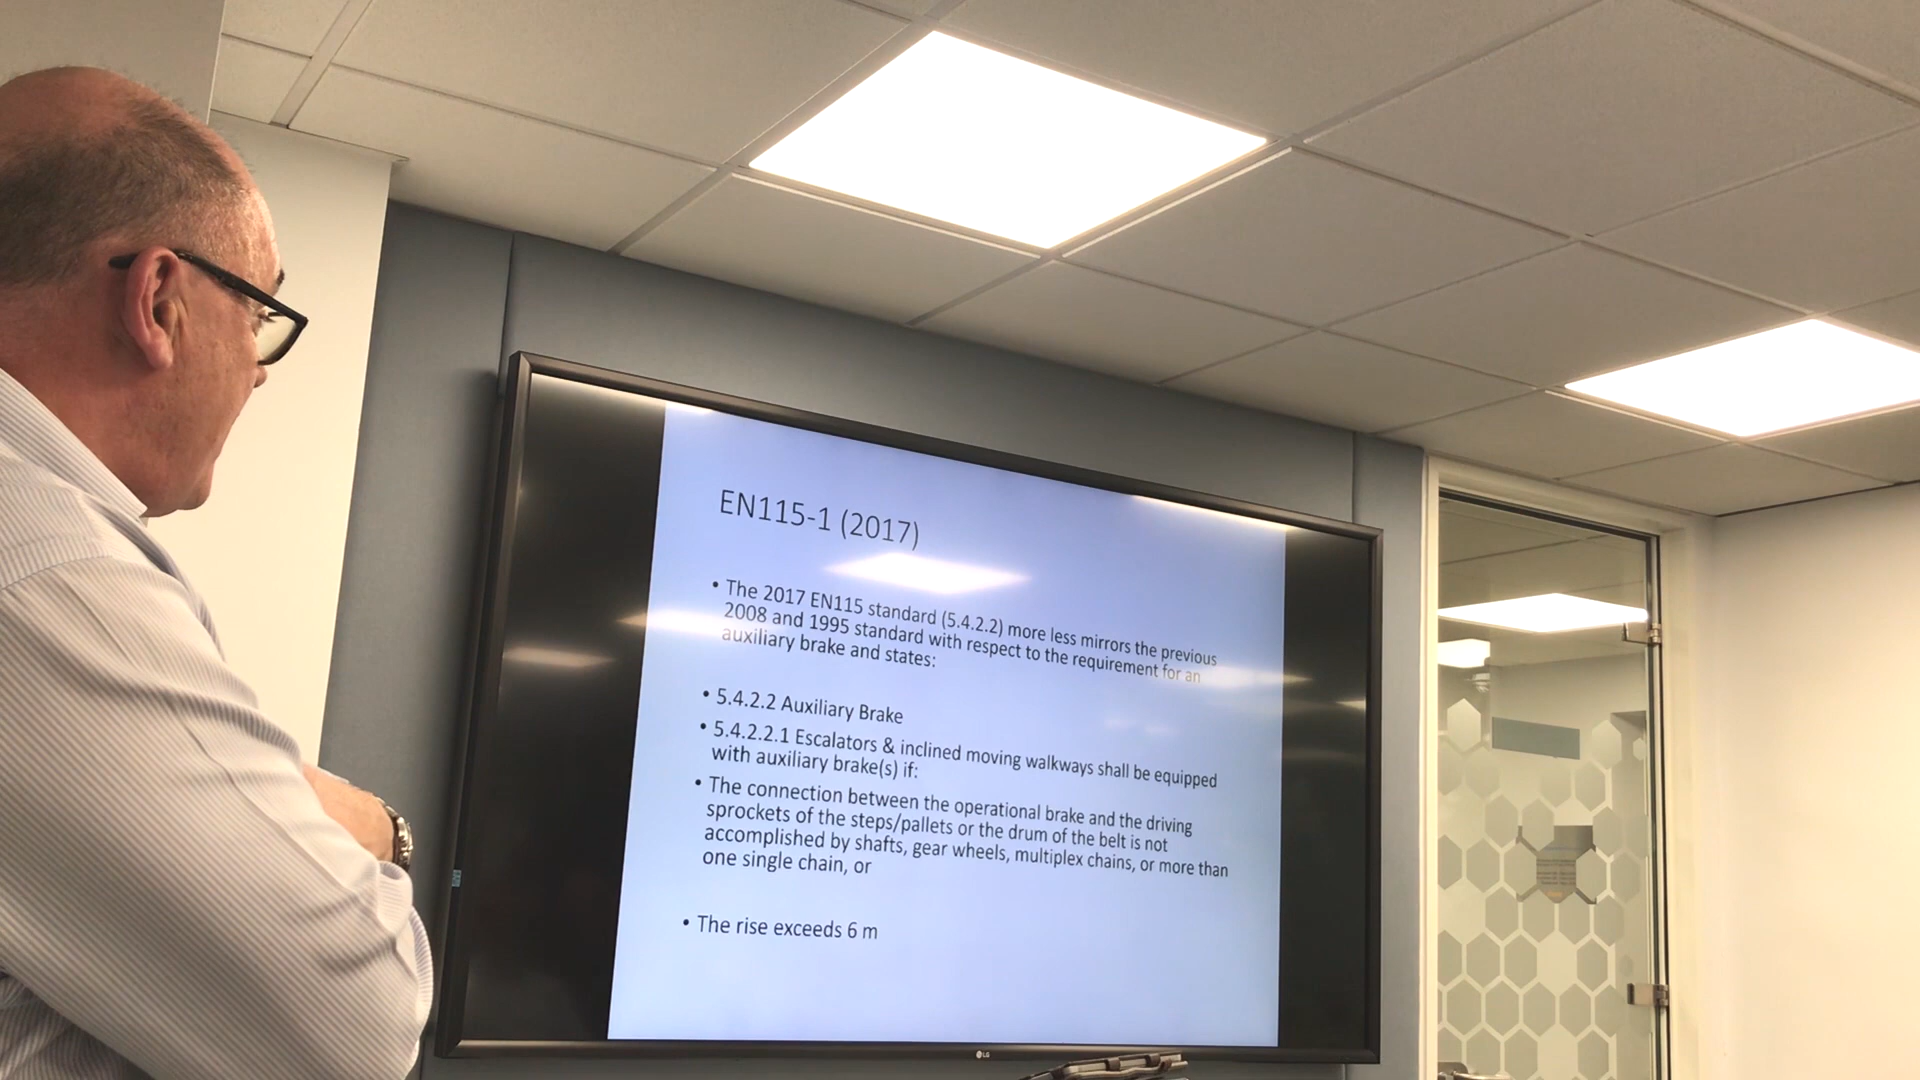 EN115-1 (2017)
• The 2017 EN115 standard (5.4.2.2) more less mirrors the previous
2008 and 1995 standard with respect to the requirement for an
auxiliary brake and states:
• 5.4.2.2 Auxiliary Brake
• 5.4.2.2.1 Escalators & inclined moving walkways shall be equipped
with auxiliary brake(s) if:
• The connection between the operational brake and the driving
sprockets of the steps/pallets or the drum of the belt is not
accomplished by shafts, gear wheels, multiplex chains, or more than
one single chain, or
• The rise exceeds 6 m
LG